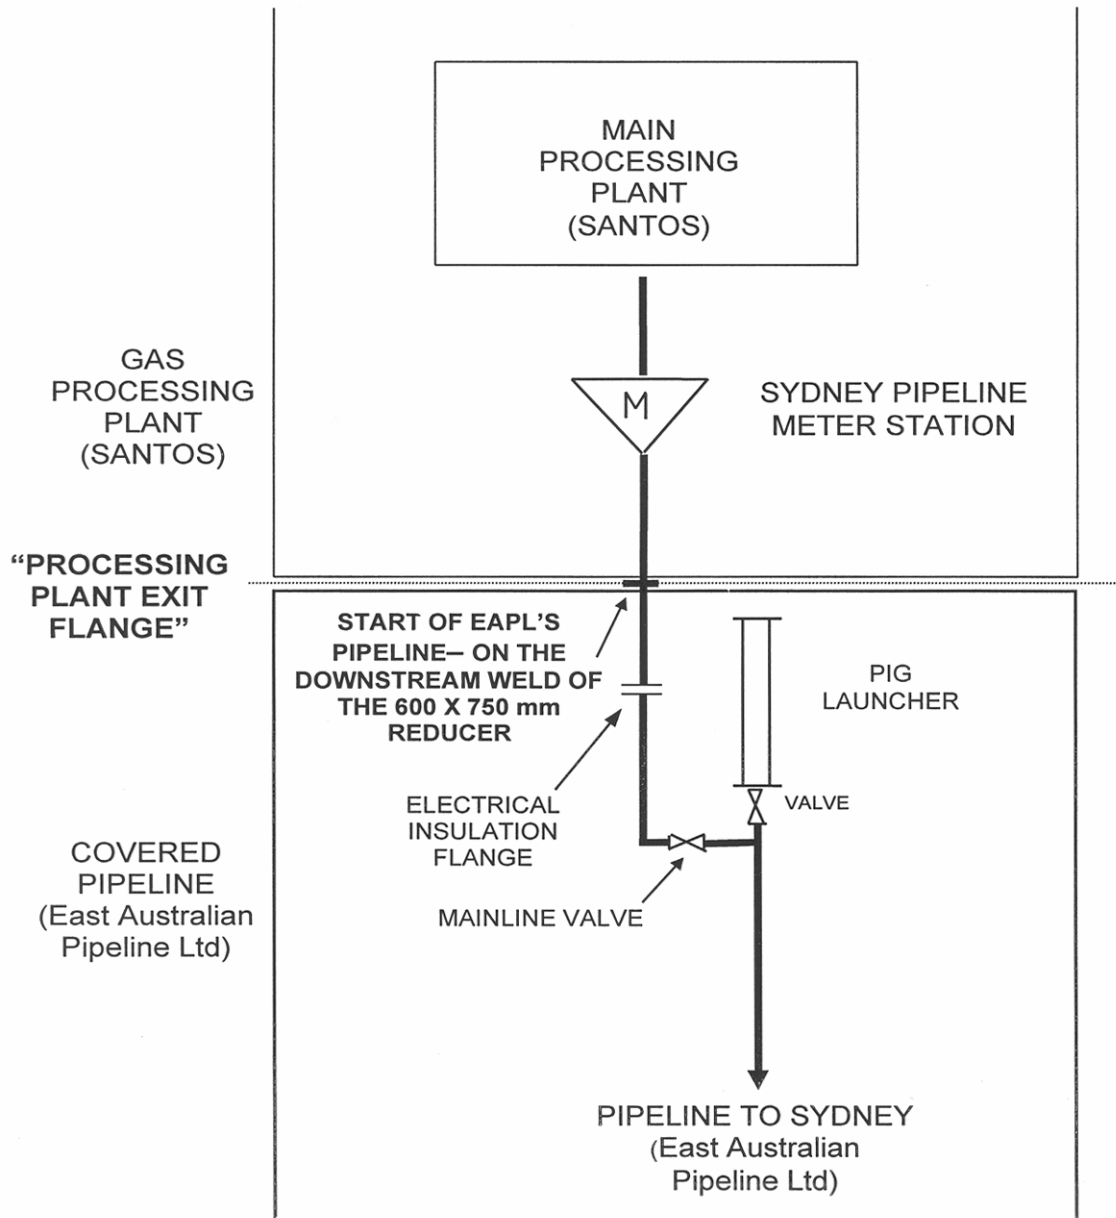 MAIN
PROCESSING
PLANT
(SANTOS)
GAS
PROCESSING
PLANT
(SANTOS)
M
SYDNEY PIPELINE
METER STATION
“PROCESSING
PLANT EXIT
FLANGE”
START OF EAPL’S
PIPELINE– ON THE
DOWNSTREAM WELD OF
THE 600 X 750 mm
REDUCER
PIG
LAUNCHER
VALVE
ELECTRICAL
INSULATION
FLANGE
MAINLINE VALVE
COVERED
PIPELINE
(East Australian
Pipeline Ltd)
PIPELINE TO SYDNEY
(East Australian
Pipeline Ltd)